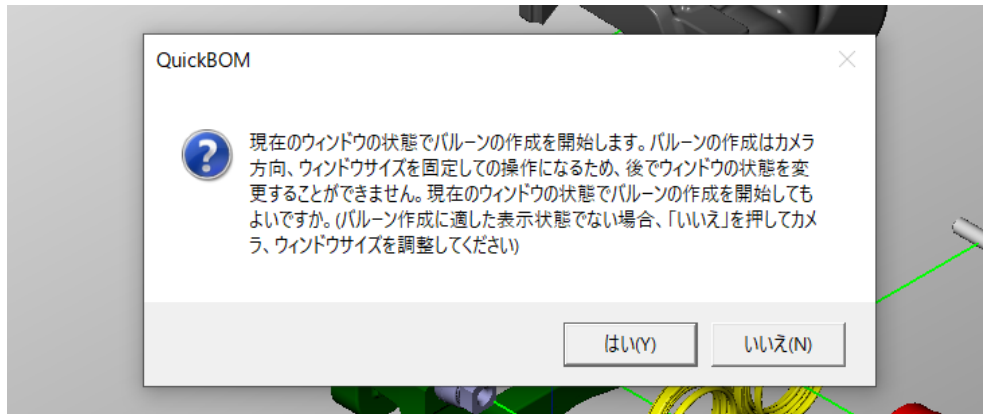 QuickBOM
現在のウィンドウの状態でバルーンの作成を開始します。バルーンの作成はカメラ
方向、ウィンドウサイズを固定しての操作になるため、後でウィンドウの状態を変
更することができません。現在のウィンドウの状態でバルーンの作成を開始しても
よいですか。(バルーン作成に適した表示状態でない場合、「いいえ」を押してカメ
ラ、ウィンドウサイズを調整してください)
はい(Y)
いいえ(N)